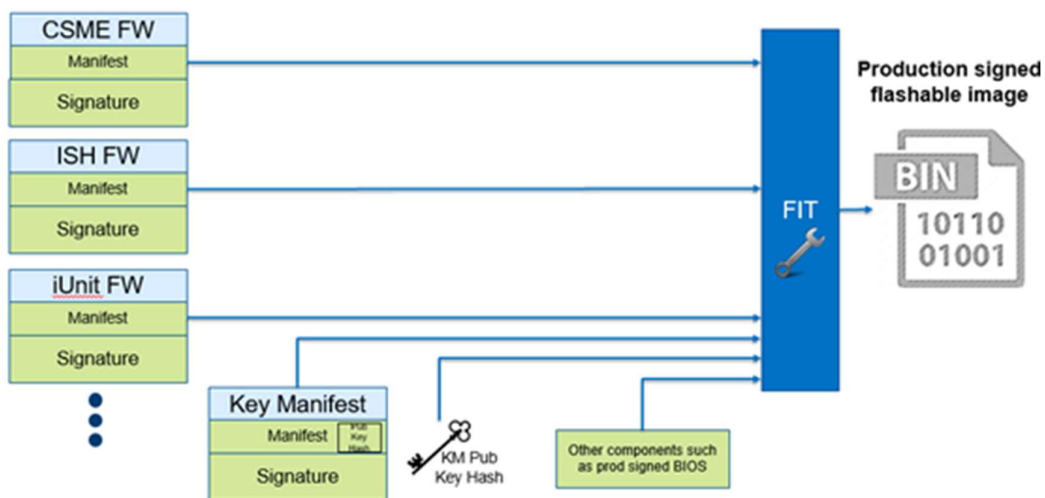 CSME FW
Manifest
Signature
ISH FW
Manifest
Signature
iUnit FW
Manifest
Signature
Key Manifest
Manifest
Pub
Key
Hash
Signature
KM Pub
Key Hash
Other components such
as prod signed BIOS
FIT
Production signed
flashable image
BIN
10110
01001